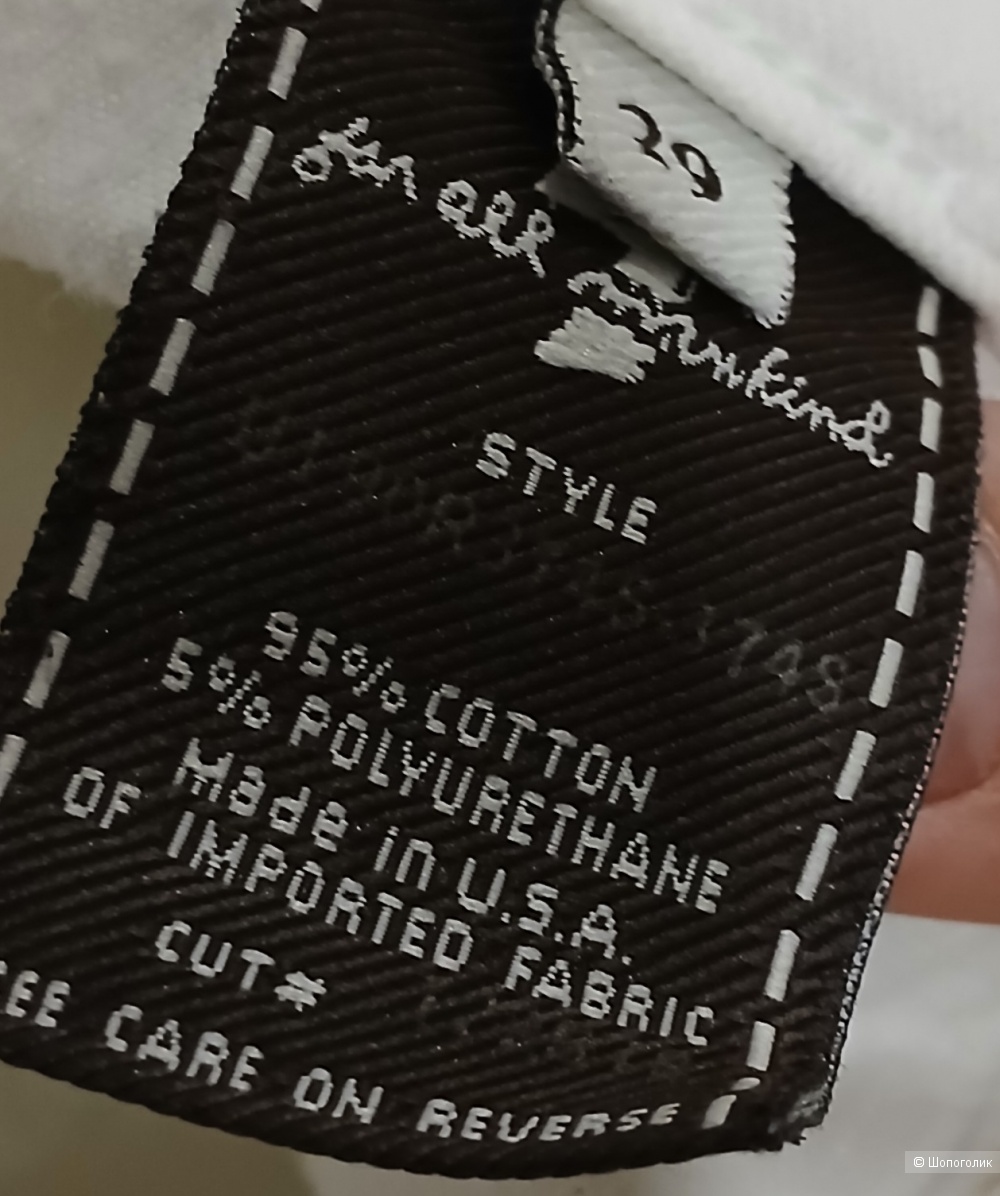 29
for all mankind
STYLE
95% COTTON
5% POLYURETHANE
Made in U.S.A.
OF IMPORTED FABRIC
CUT#
CARE ON REVERSE
© Шопоголик